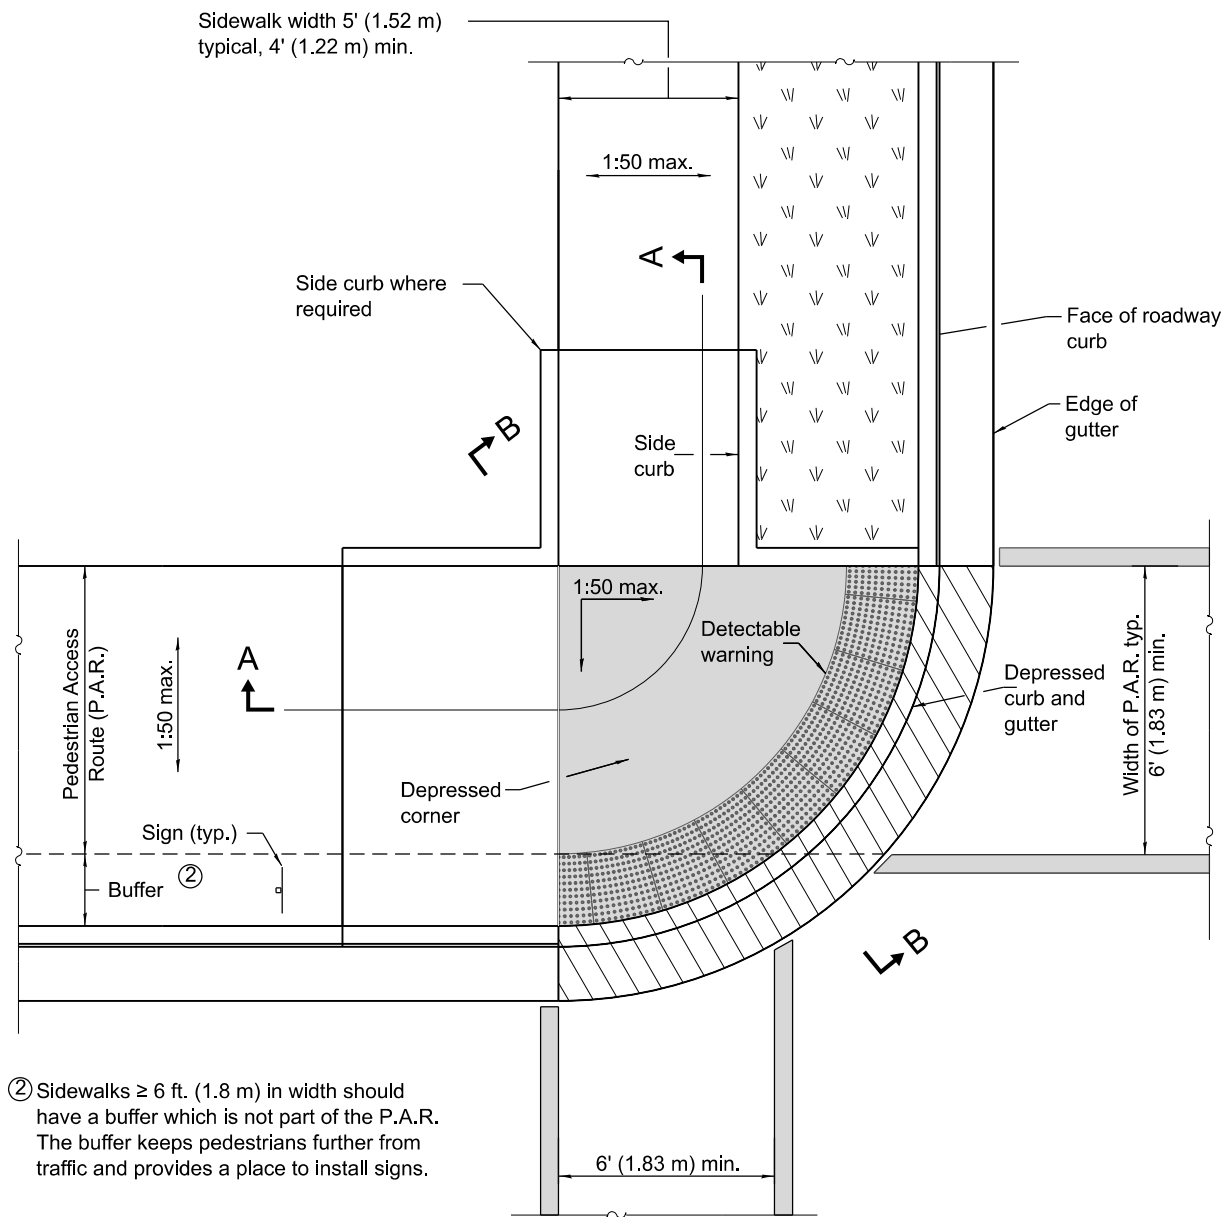 Sidewalk width 5' (1.52 m)
typical, 4' (1.22 m) min.
1:50 max.
A
Side curb where
required
Face of roadway
curb
B
Edge of
gutter
Side
curb
1:50 max.
Detectable
warning
Pedestrian Access
Route (P.A.R.)
1:50 max.
A
Depressed
curb and
gutter
Width of P.A.R. typ.
6' (1.83 m) min.
Depressed
corner
Sign (typ.)
Buffer
2
B
2 Sidewalks ≥ 6 ft. (1.8 m) in width should
have a buffer which is not part of the P.A.R.
The buffer keeps pedestrians further from
traffic and provides a place to install signs.
6' (1.83 m) min.